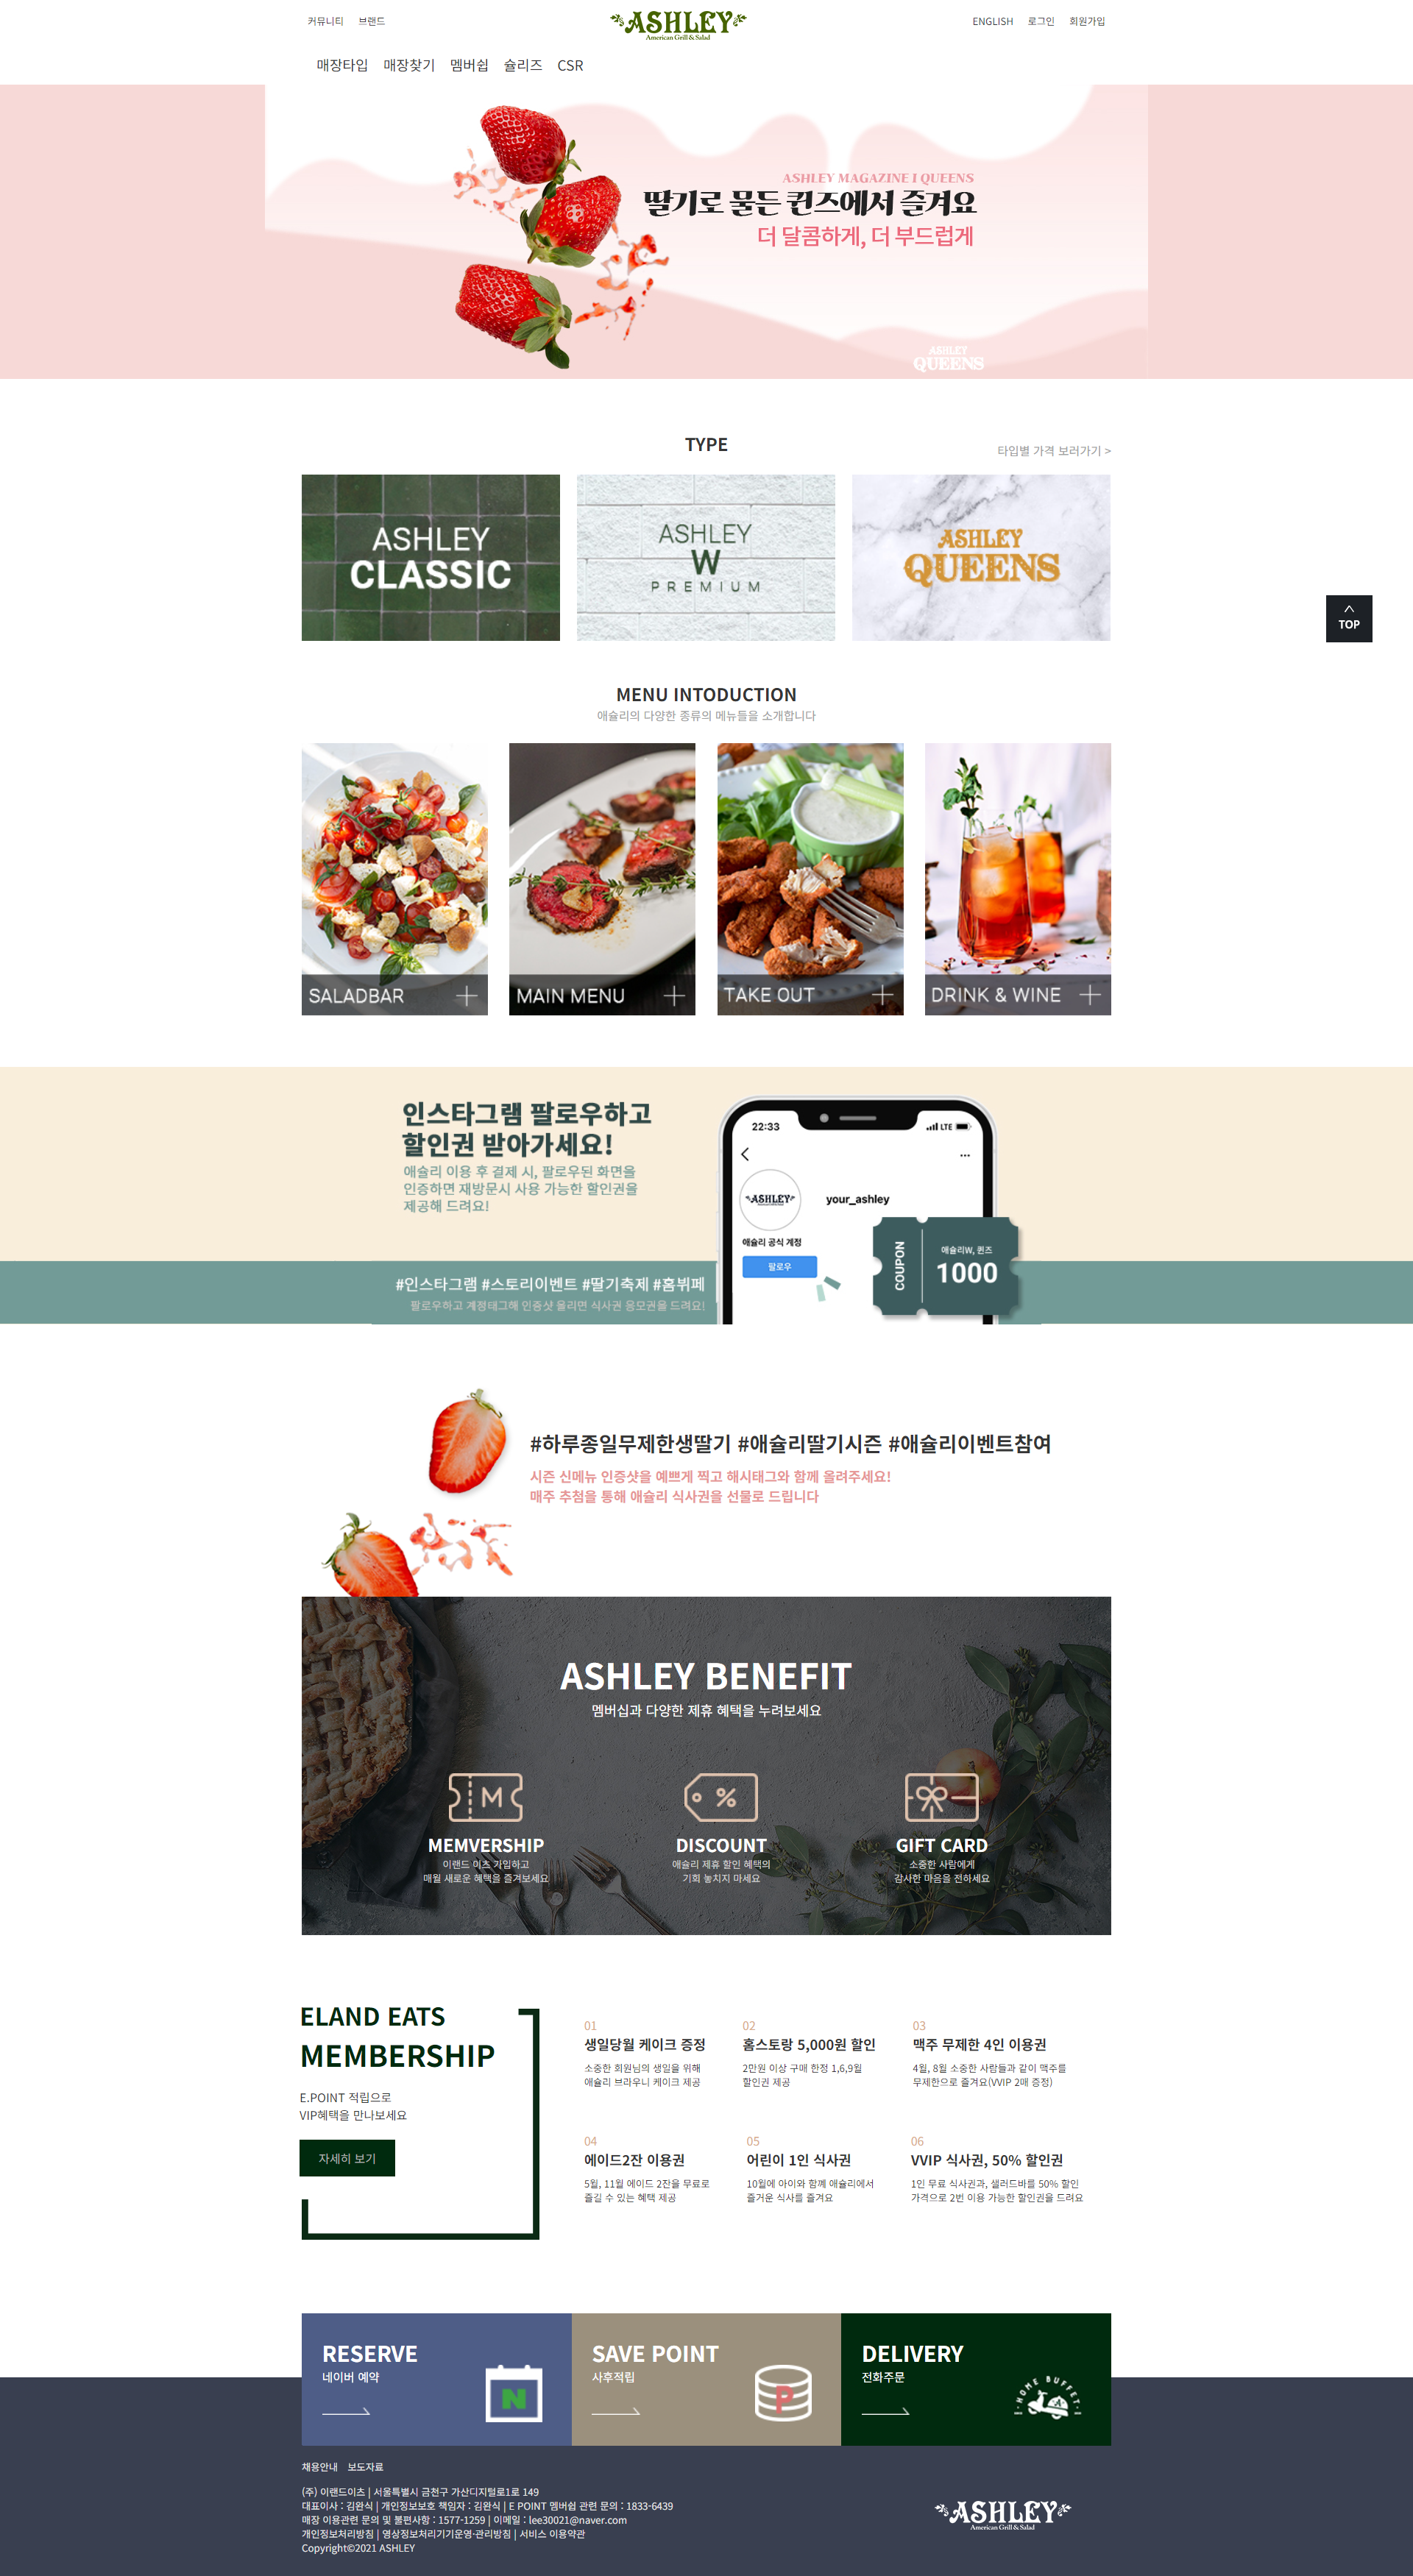 커뮤니티 브랜드
ASHLEY
American Grill & Salad
ENGLISH 로그인 회원가입
매장타입 매장찾기 멤버쉽 슐리즈 CSR
ASHLEY MAGAZINE I QUEENS
딸기로 물든 퀸즈에서 즐겨요
더 달콤하게, 더 부드럽게
ASHLEY
QUEENS
TYPE
타입별 가격 보러가기 >
ASHLEY
CLASSIC
ASHLEY
W
PREMIUM
ASHLEY
QUEENS
TOP
MENU INTODUCTION
애슐리의 다양한 종류의 메뉴들을 소개합니다
SALADBAR
MAIN MENU
TAKE OUT
DRINK & WINE
인스타그램 팔로우하고
할인권 받아가세요!
애슐리 이용 후 결제 시, 팔로우된 화면을
인증하면 재방문시 사용 가능한 할인권을
제공해 드려요!
22:33
LTE
ASHLEY
your_ashley
애슐리 공식 계정
팔로우
COUPON
애슐리W, 퀸즈
1000
#인스타그램 #스토리이벤트 #딸기축제 #홈뷔페
팔로우하고 계정태그해 인증샷 올리면 식사권 응모권을 드려요!
#하루종일무제한생딸기 #애슐리딸기시즌 #애슐리이벤트참여
시즌 신메뉴 인증샷을 예쁘게 찍고 해시태그와 함께 올려주세요!
매주 추첨을 통해 애슐리 식사권을 선물로 드립니다
ASHLEY BENEFIT
멤버십과 다양한 제휴 혜택을 누려보세요
M
%
MEMVERSHIP
이랜드 이츠 가입하고
매월 새로운 혜택을 즐겨보세요
DISCOUNT
애슐리 제휴 할인 혜택의
기회 놓치지 마세요
GIFT CARD
소중한 사람에게
감사한 마음을 전하세요
ELAND EATS
MEMBERSHIP
E.POINT 적립으로
VIP혜택을 만나보세요
자세히 보기
01
생일당월 케이크 증정
소중한 회원님의 생일을 위해
애슐리 브라우니 케이크 제공
02
홈스토랑 5,000원 할인
2만원 이상 구매 한정 1,6,9월
할인권 제공
03
맥주 무제한 4인 이용권
4월, 8월 소중한 사람들과 같이 맥주를
무제한으로 즐겨요(VVIP 2매 증정)
04
에이드2잔 이용권
5월, 11월 에이드 2잔을 무료로
즐길 수 있는 혜택 제공
05
어린이 1인 식사권
10월에 아이와 함꼐 애슐리에서
즐거운 식사를 즐겨요
06
VVIP 식사권, 50% 할인권
1인 무료 식사권과, 샐러드바를 50% 할인
가격으로 2번 이용 가능한 할인권을 드려요
RESERVE
네이버 예약
N
SAVE POINT
사후적립
P
DELIVERY
전화주문
HOME BUFFET
A
채용안내 보도자료
(주) 이랜드이츠 | 서울특별시 금천구 가산디지털로1로 149
대표이사 : 김완식 | 개인정보보호 책임자 : 김완식 | E POINT 멤버쉽 관련 문의 : 1833-6439
매장 이용관련 문의 및 불편사항 : 1577-1259 | 이메일 : lee30021@naver.com
개인정보처리방침 | 영상정보처리기기운영·관리방침 | 서비스 이용약관
Copyright©2021 ASHLEY
ASHLEY
American Grill & Salad